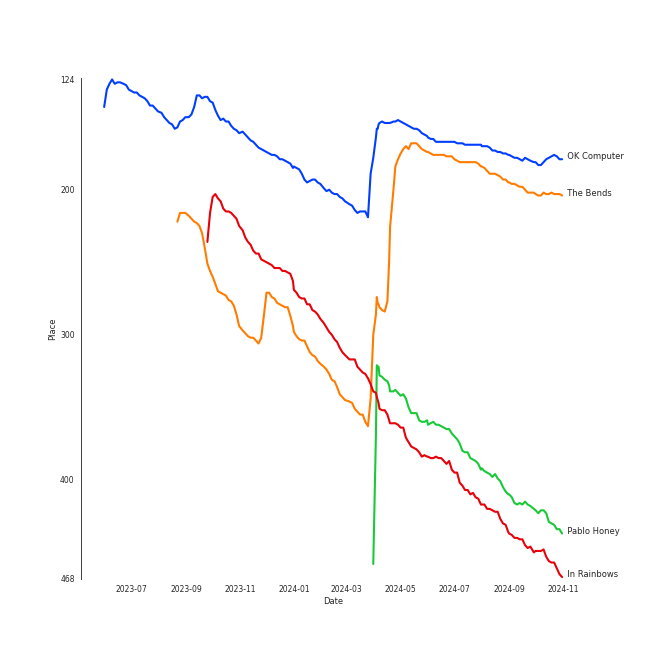 124
200
300
400
468
Place
OK Computer
The Bends
Pablo Honey
In Rainbows
2023-07 2023-09 2023-11 2024-01 2024-03 2024-05 2024-07 2024-09 2024-11
Date